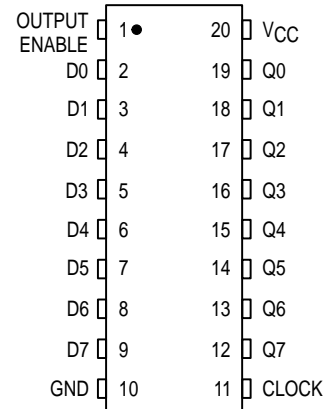 OUTPUT
ENABLE 1 20 VCC
D0 2 19 Q0
D1 3 18 Q1
D2 4 17 Q2
D3 5 16 Q3
D4 6 15 Q4
D5 7 14 Q5
D6 8 13 Q6
D7 9 12 Q7
GND 10 11 CLOCK